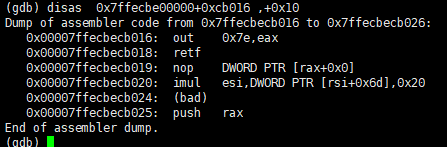 (gdb) disas  0x7ffecbe00000+0xcb016 ,+0x10
Dump of assembler code from 0x7ffecbecb016 to 0x7ffecbecb026:
   0x00007ffecbecb016:  out    0x7e,eax
   0x00007ffecbecb018:  retf
   0x00007ffecbecb019:  nop    DWORD PTR [rax+0x0]
   0x00007ffecbecb020:  imul   esi,DWORD PTR [rsi+0x6d],0x20
   0x00007ffecbecb024:  (bad)
   0x00007ffecbecb025:  push   rax
End of assembler dump.
(gdb)